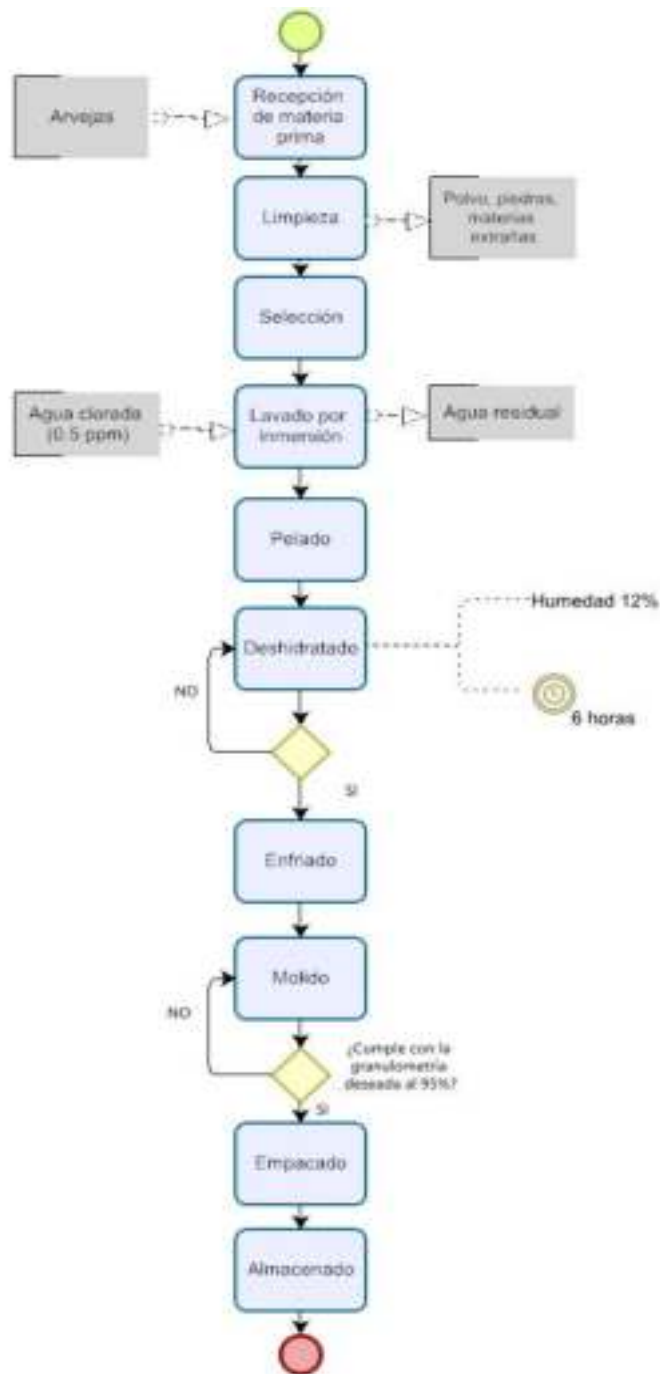 Arvejas
Recepción
de materia
prima
Limpieza
Polvo, piedras,
materias
extrañas
Selección
Agua clorada
(0.5 ppm)
Lavado por
Inmersión
Agua residual
Pelado
Deshidratado
Humedad 12%
6 horas
NO
SI
Enfriado
Molido
NO
¿Cumple con la
granulometría
deseada al 95%?
SI
Empacado
Almacenado